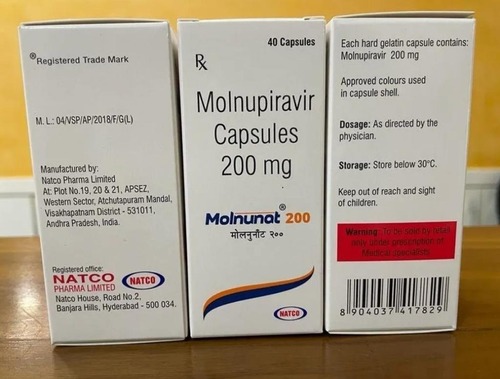 ®Registered Trade Mark
M. L.: 04/VSP/AP/2018/F/G(L)
Manufactured by:
Natco Pharma Limited
At: Plot No.19, 20 & 21, APSEZ,
Western Sector, Atchutapuram Mandal,
Visakhapatnam District - 531011,
Andhra Pradesh, India.
Registered office:
NATCO
PHARMA LIMITED
Natco House, Road No.2,
Banjara Hills, Hyderabad - 500 034.
NATCO
40 Capsules
Rx
Molnupiravir
Capsules
200 mg
Molnunat® 200
मोलनुनॅट २००
NATCO
Each hard gelatin capsule contains:
Molnupiravir 200 mg
Approved colours used
in capsule shell.
Dosage: As directed by the
physician.
Storage: Store below 30°C.
Keep out of reach and sight
of children.
Warning: To be sold by retail
only under prescription of
Medical specialists.
8 904037 417829